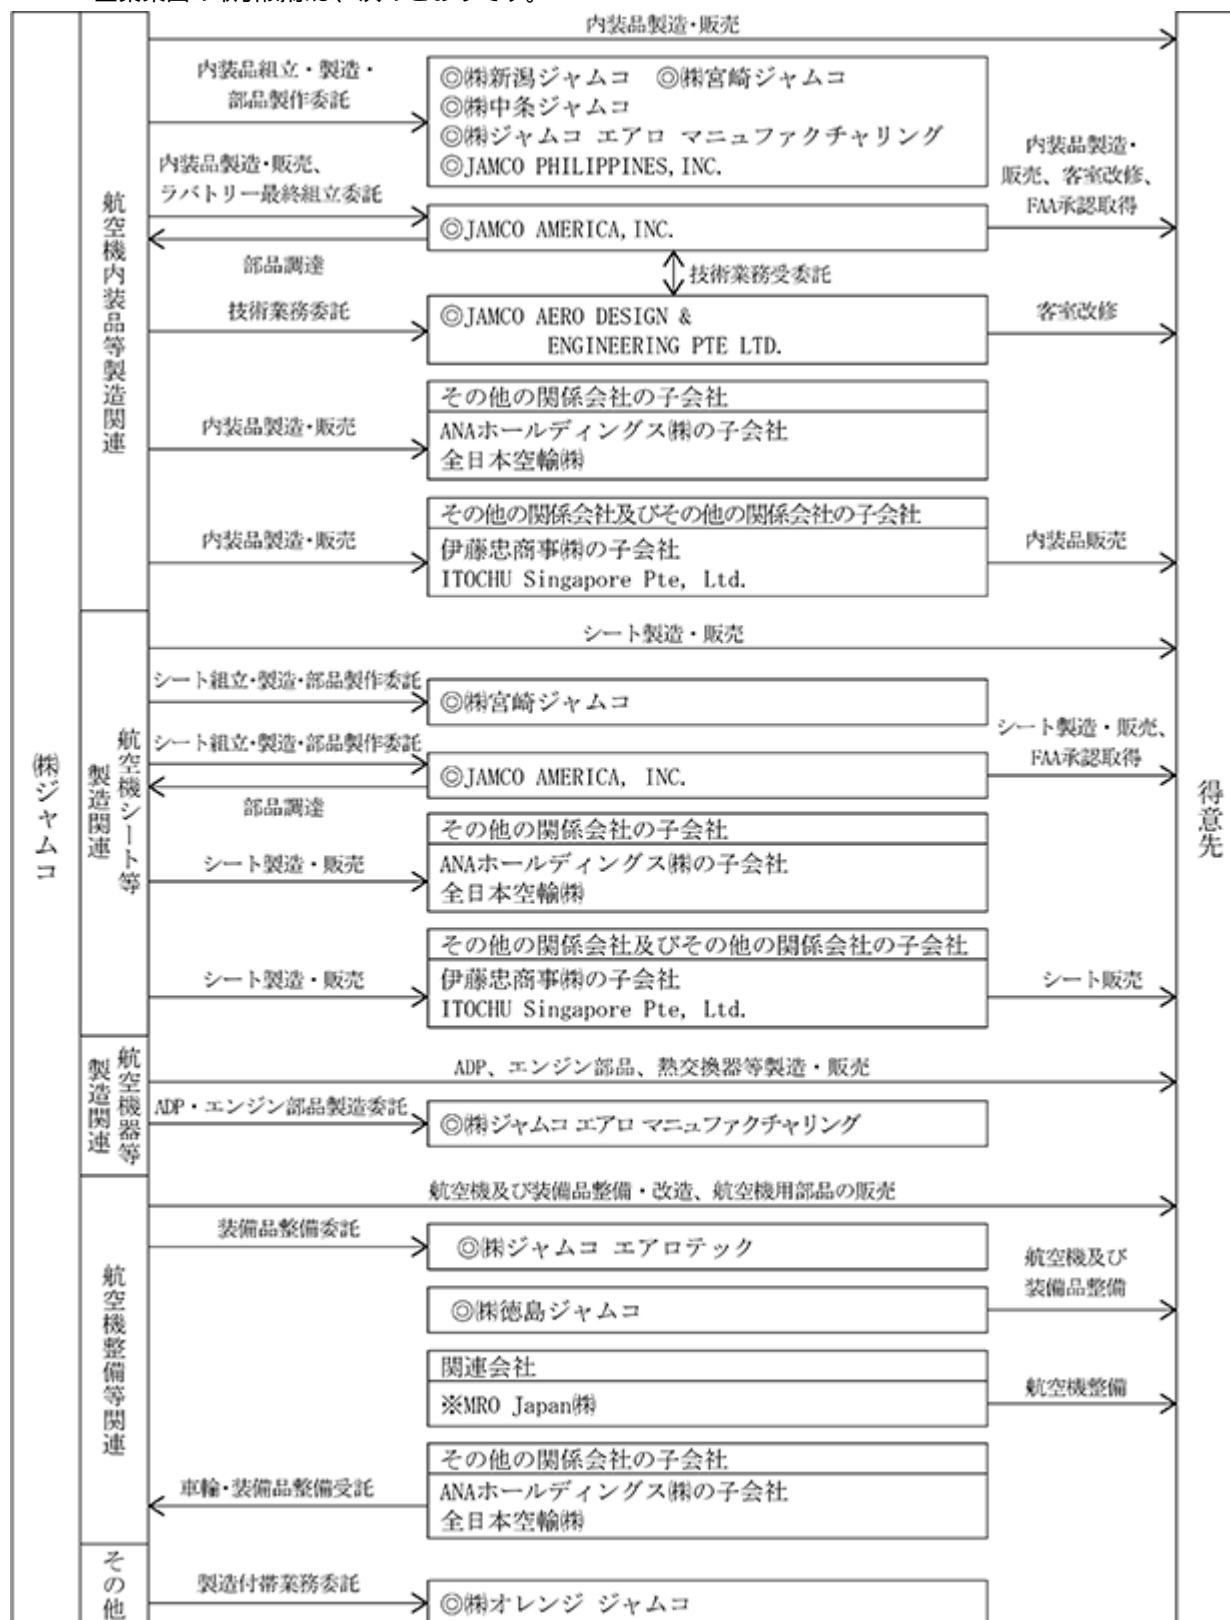 ㈱ジャムコ
航空機内装品等製造関連
内装品製造・販売
内装品組立・製造・
部品製作委託
◎㈱新潟ジャムコ ◎㈱宮崎ジャムコ
◎㈱中条ジャムコ
◎㈱ジャムコ エアロ マニュファクチャリング
◎JAMCO PHILIPPINES, INC.
内装品製造・販売、
ラバトリー最終組立委託
◎JAMCO AMERICA, INC.
内装品製造・
販売、客室改修、
FAA承認取得
部品調達
技術業務受委託
技術業務委託
◎JAMCO AERO DESIGN &
ENGINEERING PTE LTD.
客室改修
その他の関係会社の子会社
内装品製造・販売
ANAホールディングス㈱の子会社
全日本空輸㈱
その他の関係会社及びその他の関係会社の子会社
内装品製造・販売
伊藤忠商事㈱の子会社
ITOCHU Singapore Pte, Ltd.
内装品販売
航空機シート等
製造関連
シート製造・販売
シート組立・製造・部品製作委託
◎㈱宮崎ジャムコ
シート組立・製造・部品製作委託
◎JAMCO AMERICA, INC.
シート製造・販売、
FAA承認取得
部品調達
その他の関係会社の子会社
シート製造・販売
ANAホールディングス㈱の子会社
全日本空輸㈱
その他の関係会社及びその他の関係会社の子会社
シート製造・販売
伊藤忠商事㈱の子会社
ITOCHU Singapore Pte, Ltd.
シート販売
航空機器等
製造関連
ADP、エンジン部品、熱交換器等製造・販売
ADP・エンジン部品製造委託
◎㈱ジャムコ エアロ マニュファクチャリング
航空機整備等関連
航空機及び装備品整備・改造、航空機用部品の販売
装備品整備委託
◎㈱ジャムコ エアロテック
◎㈱徳島ジャムコ
航空機及び
装備品整備
関連会社
※MRO Japan㈱
航空機整備
その他の関係会社の子会社
車輪・装備品整備受託
ANAホールディングス㈱の子会社
全日本空輸㈱
その他
製造付帯業務委託
◎㈱オレンジ ジャムコ
得意先